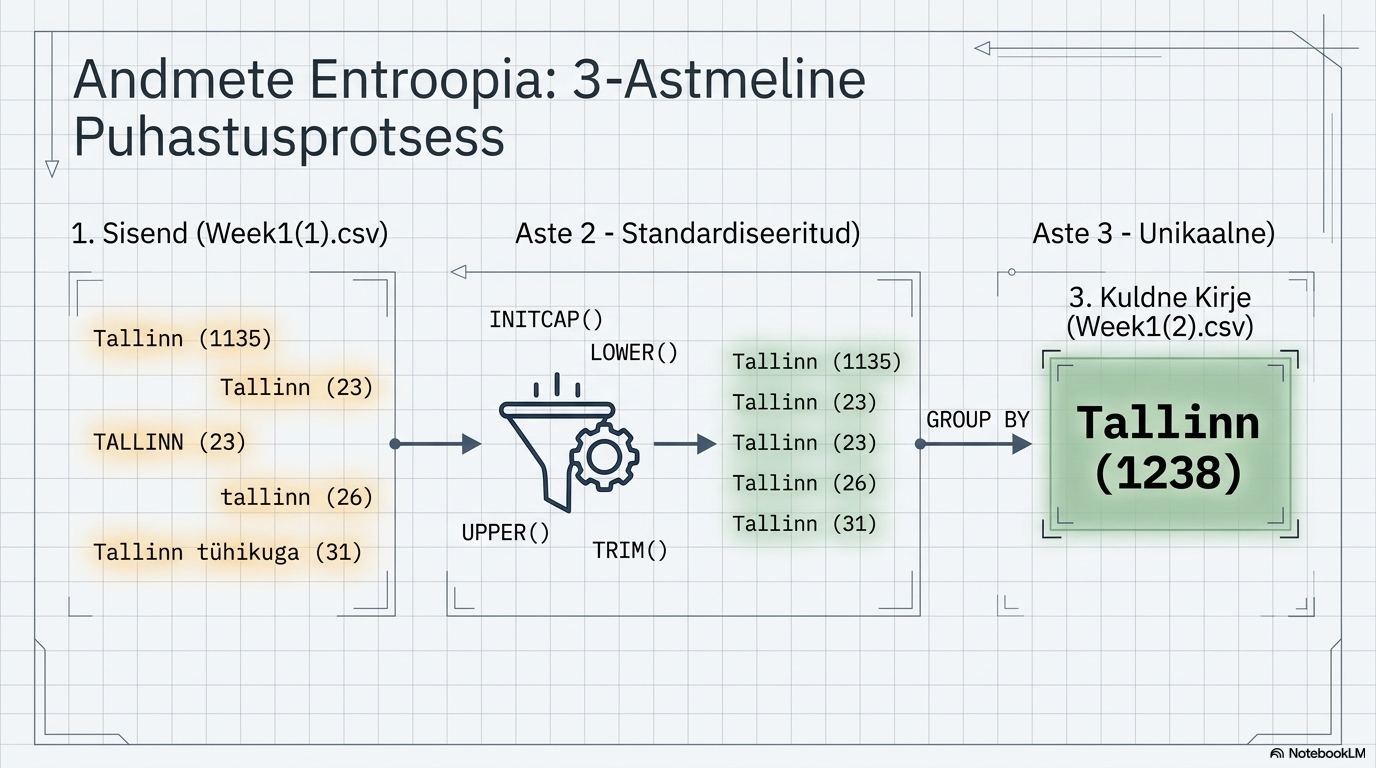 Andmete Entroopia: 3-Astmeline
Puhastusprotsess
1. Sisend (Week1(1).csv)
Tallinn (1135)
Tallinn (23)
TALLINN (23)
tallinn (26)
Tallinn tühikuga (31)
Aste 2 - Standardiseeritud)
INITCAP()
LOWER()
UPPER()
TRIM()
Tallinn (1135)
Tallinn (23)
Tallinn (23)
Tallinn (26)
Tallinn (31)
GROUP BY
Aste 3 - Unikaalne)
3. Kuldne Kirje
(Week1(2).csv)
Tallinn
(1238)
NotebookLM